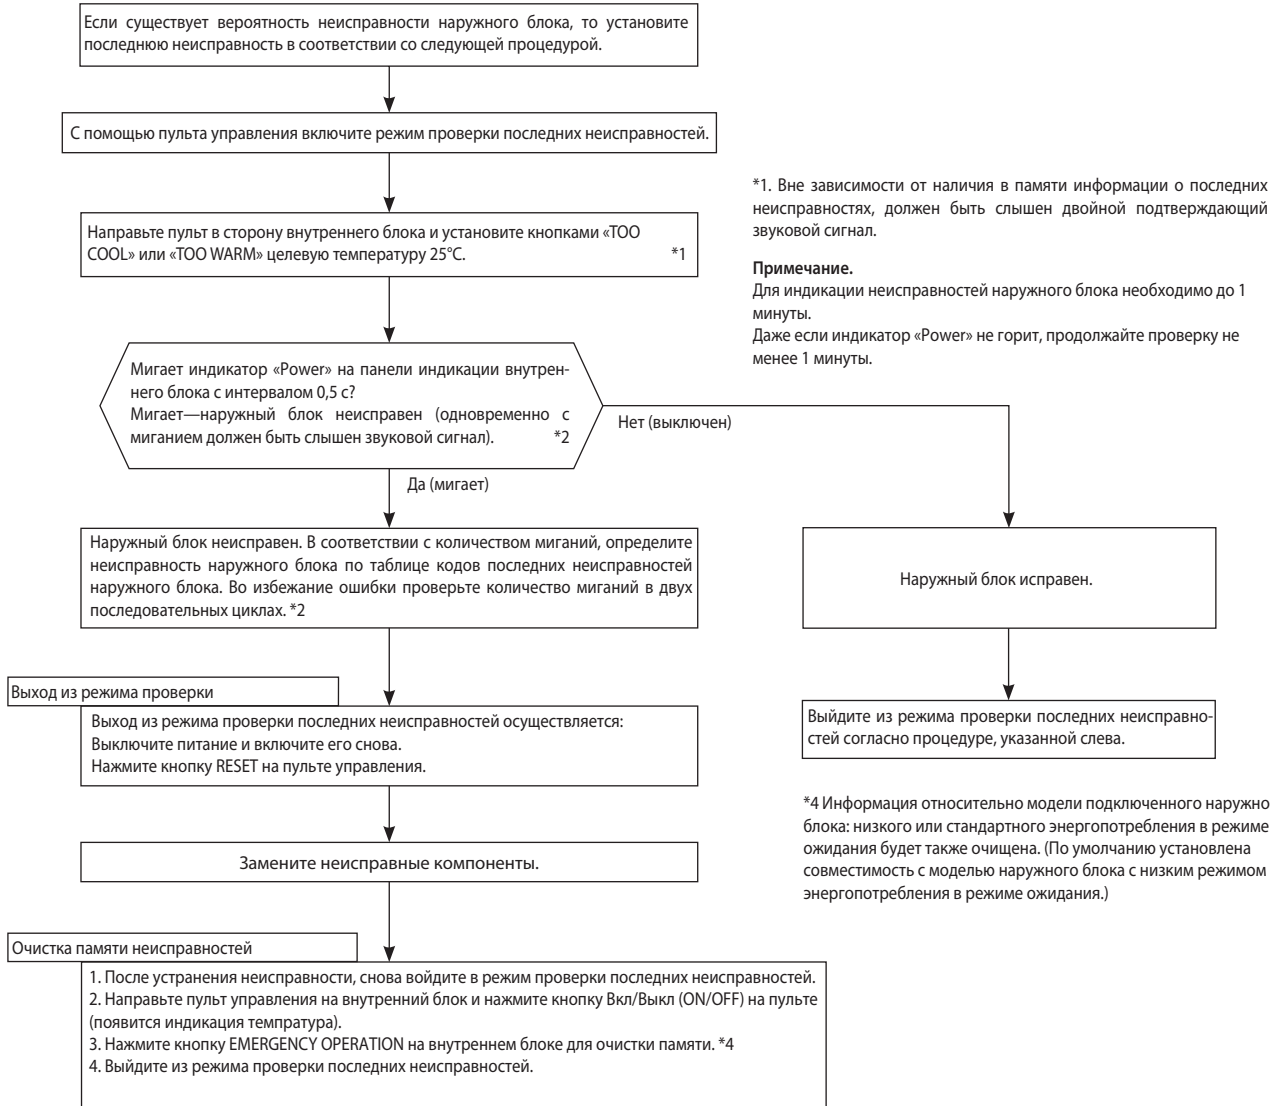 Если существует вероятность неисправности наружного блока, то установите
последнюю неисправность в соответствии со следующей процедурой.
С помощью пульта управления включите режим проверки последних неисправностей.
Направьте пульт в сторону внутреннего блока и установите кнопками «TOO
COOL» или «TOO WARM» целевую температуру 25°C. *1
*1. Вне зависимости от наличия в памяти информации о последних
неисправностях, должен быть слышен двойной подтверждающий
звуковой сигнал.
Примечание.
Для индикации неисправностей наружного блока необходимо до 1
минуты.
Даже если индикатор «Power» не горит, продолжайте проверку не
менее 1 минуты.
Мигает индикатор «Power» на панели индикации внутрен-
него блока с интервалом 0,5 с?
Мигает—наружный блок неисправен (одновременно с
миганием должен быть слышен звуковой сигнал). *2
Нет (выключен)
Да (мигает)
Наружный блок неисправен. В соответствии с количеством миганий, определите
неисправность наружного блока по таблице кодов последних неисправностей
наружного блока. Во избежание ошибки проверьте количество миганий в двух
последовательных циклах. *2
Наружный блок исправен.
Выход из режима проверки
Выход из режима проверки последних неисправностей осуществляется:
Выключите питание и включите его снова.
Нажмите кнопку RESET на пульте управления.
Выйдите из режима проверки последних неисправно-
стей согласно процедуре, указанной слева.
*4 Информация относительно модели подключенного наружно
блока: низкого или стандартного энергопотребления в режиме
ожидания будет также очищена. (По умолчанию установлена
совместимость с моделью наружного блока с низким режимом
энергопотребления в режиме ожидания.)
Замените неисправные компоненты.
Очистка памяти неисправностей
1. После устранения неисправности, снова войдите в режим проверки последних неисправностей.
2. Направьте пульт управления на внутренний блок и нажмите кнопку Вкл/Выкл (ON/OFF) на пульте
(появится индикация темпратура).
3. Нажмите кнопку EMERGENCY OPERATION на внутреннем блоке для очистки памяти. *4
4. Выйдите из режима проверки последних неисправностей.